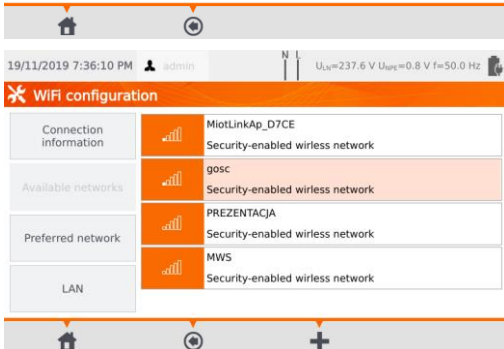 N L
19/11/2019 7:36:10 PM admin ULN=237.6 V UNPE=0.8 V f=50.0 Hz
WiFi configuration
Connection
information
Available networks
Preferred network
LAN
MiotLinkAp_D7CE
Security-enabled wirless network
gosc
Security-enabled wirless network
PREZENTACJA
Security-enabled wirless network
MWS
Security-enabled wirless network